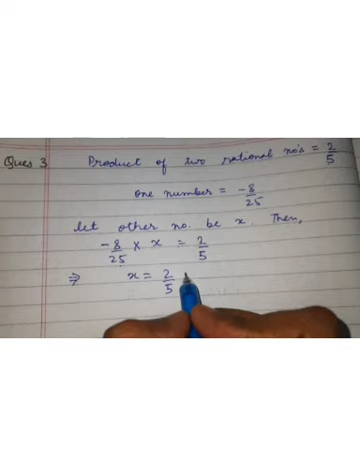 Ques 3 Product of two rational no's = 2/5
one number = -8/25
let other no. be x. Then,
-8/25 × x = 2/5
⇒ x = 2/5